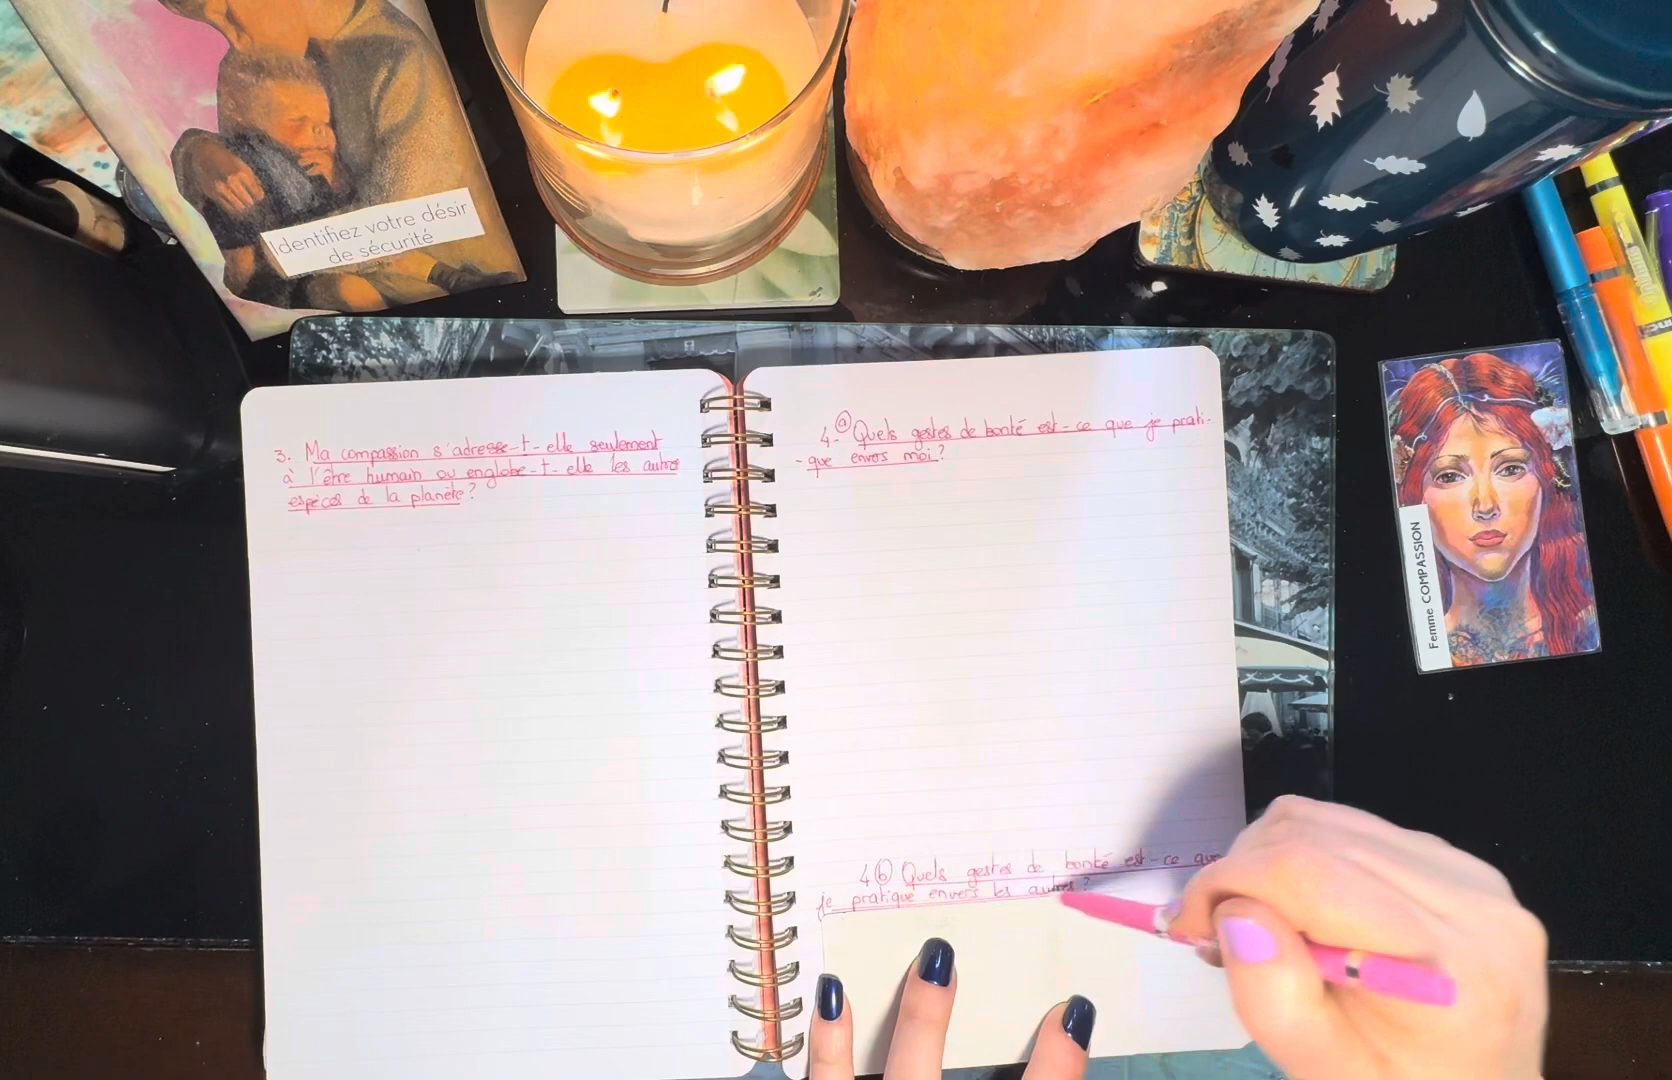 Identifiez votre désir
de sécurité
3. Ma compassion s'adresse-t-elle seulement
à l'être humain ou englobe-t-elle les autres
espèces de la planète?
4. a Quels gestes de bonté est-ce que je prati-
-que envers moi?
4 b Quels gestes de bonté est-ce que
je pratique envers les autres?
Femme COMPASSION